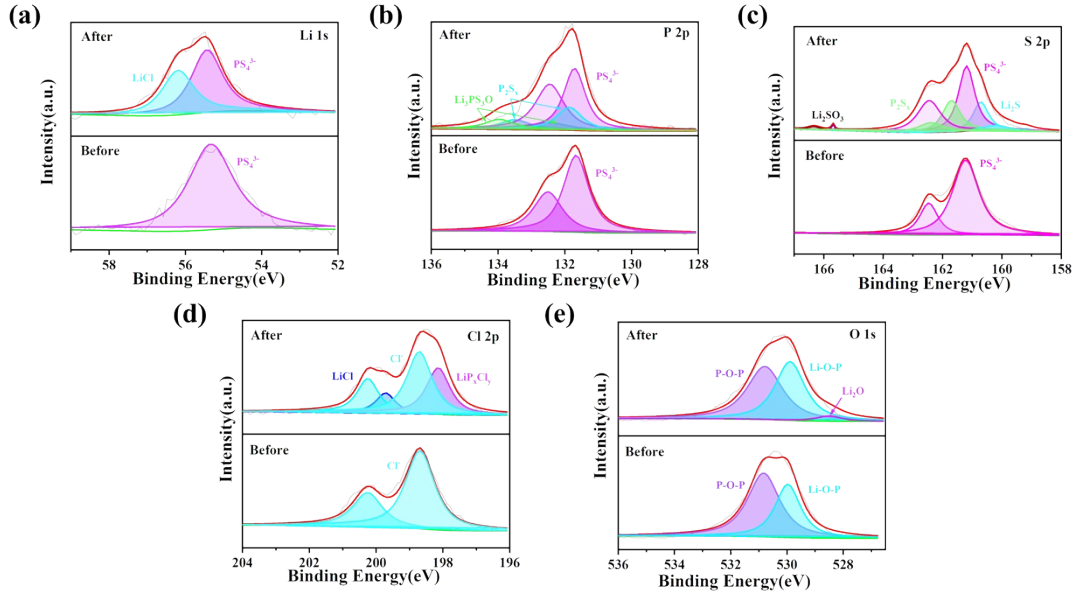 (a)
After
Li 1s
LiCl
PS₄³⁻
Before
PS₄³⁻
Intensity(a.u.)
58 56 54 52
Binding Energy(eV)
(b)
After
P 2p
PS₄³⁻
P₂Sₓ
Li₃PS₃O
Before
PS₄³⁻
Intensity(a.u.)
136 134 132 130 128
Binding Energy(eV)
(c)
After
S 2p
PS₄³⁻
P₂Sₓ
Li₂S
Li₂SO₃
Before
PS₄³⁻
Intensity(a.u.)
166 164 162 160 158
Binding Energy(eV)
(d)
After
Cl 2p
Cl⁻
LiCl
LiPₓClᵧ
Before
Cl⁻
Intensity(a.u.)
204 202 200 198 196
Binding Energy(eV)
(e)
After
O 1s
P-O-P
Li-O-P
Li₂O
Before
P-O-P
Li-O-P
Intensity(a.u.)
536 534 532 530 528
Binding Energy(eV)